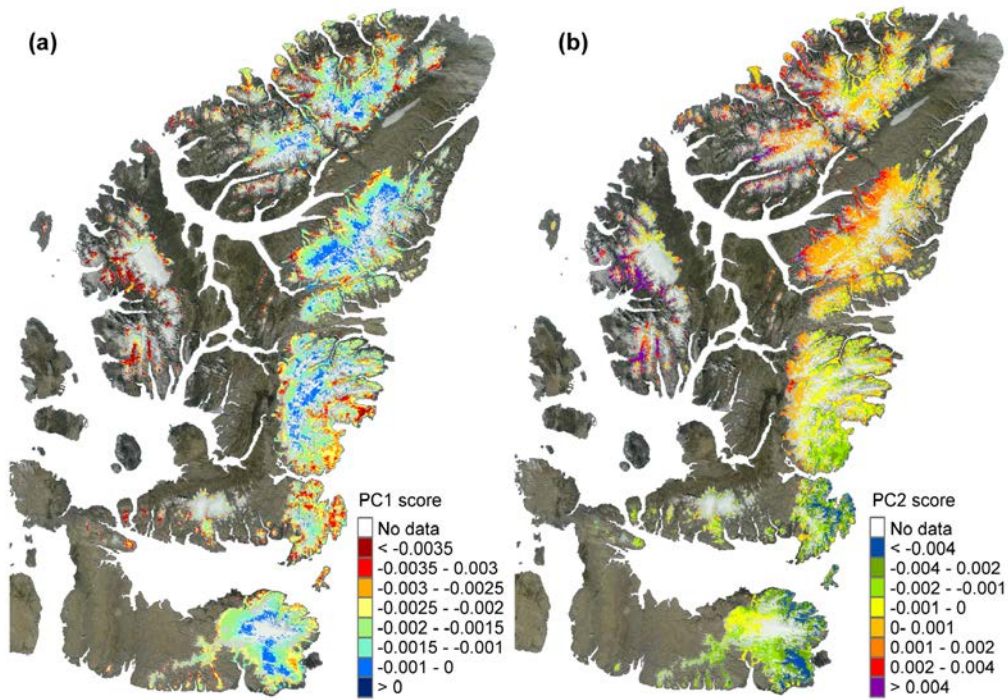 (a)
(b)
PC1 score
No data
< -0.0035
-0.0035 - 0.003
-0.003 - -0.0025
-0.0025 - -0.002
-0.002 - -0.0015
-0.0015 - -0.001
-0.001 - 0
> 0
PC2 score
No data
< -0.004
-0.004 - -0.002
-0.002 - -0.001
-0.001 - 0
0- 0.001
0.001 - 0.002
0.002 - 0.004
> 0.004